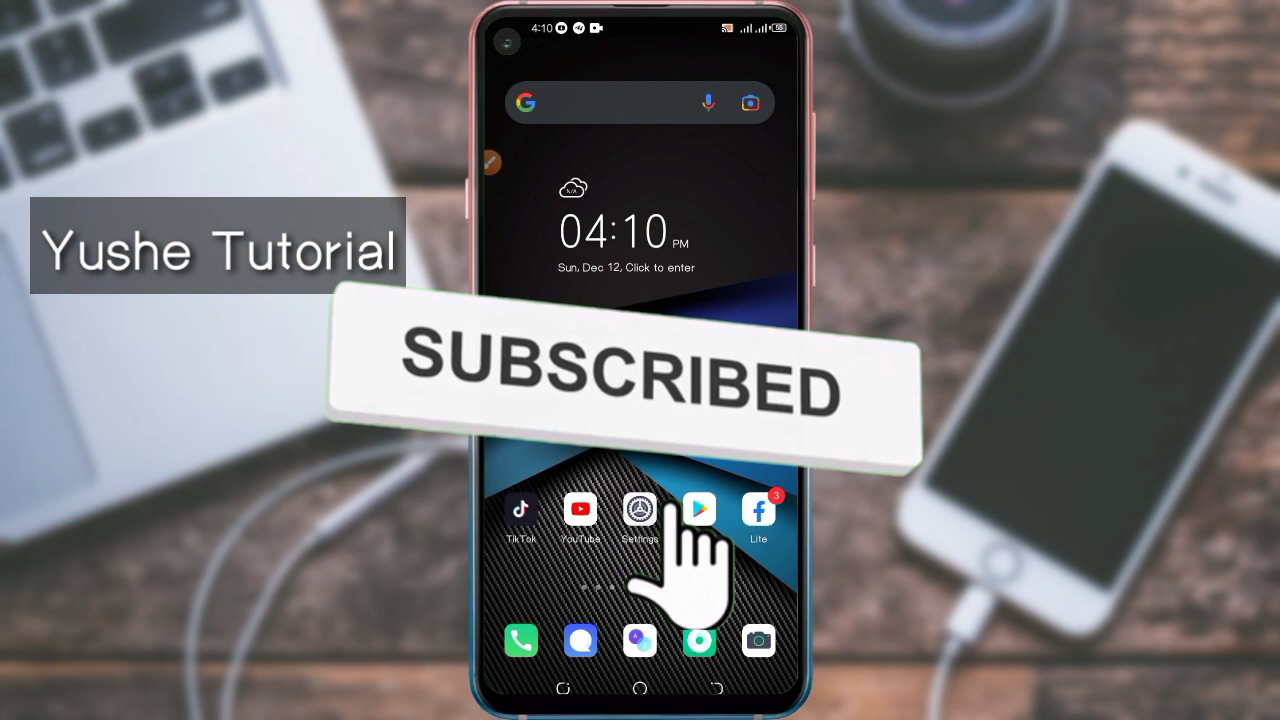 4:10
Yushe Tutorial
N/A
04:10 PM
Sun, Dec 12, Click to enter
SUBSCRIBED
3
TikTok
YouTube
Settings
Lite
A